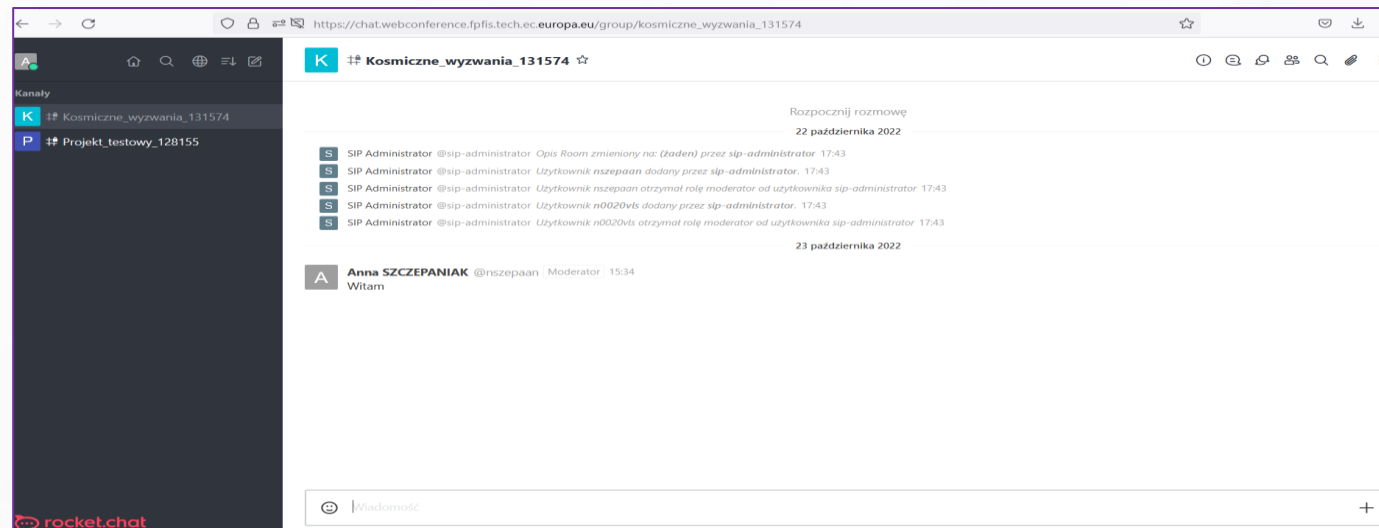 https://chat.webconference.fpfis.tech.ec.europa.eu/group/kosmiczne_wyzwania_131574
A
Kanały
K Kosmiczne_wyzwania_131574
P Projekt_testowy_128155
rocket.chat
K Kosmiczne_wyzwania_131574
Rozpocznij rozmowę
22 października 2022
S SIP Administrator @sip-administrator Opis Room zmieniony na: (żaden) przez sip-administrator 17:43
S SIP Administrator @sip-administrator Użytkownik nszepaan dodany przez sip-administrator. 17:43
S SIP Administrator @sip-administrator Użytkownik nszepaan otrzymał rolę moderator od użytkownika sip-administrator 17:43
S SIP Administrator @sip-administrator Użytkownik n0020vls dodany przez sip-administrator. 17:43
S SIP Administrator @sip-administrator Użytkownik n0020vls otrzymał rolę moderator od użytkownika sip-administrator 17:43
23 października 2022
A Anna SZCZEPANIAK @nszepaan Moderator 15:34
Witam
Wiadomość